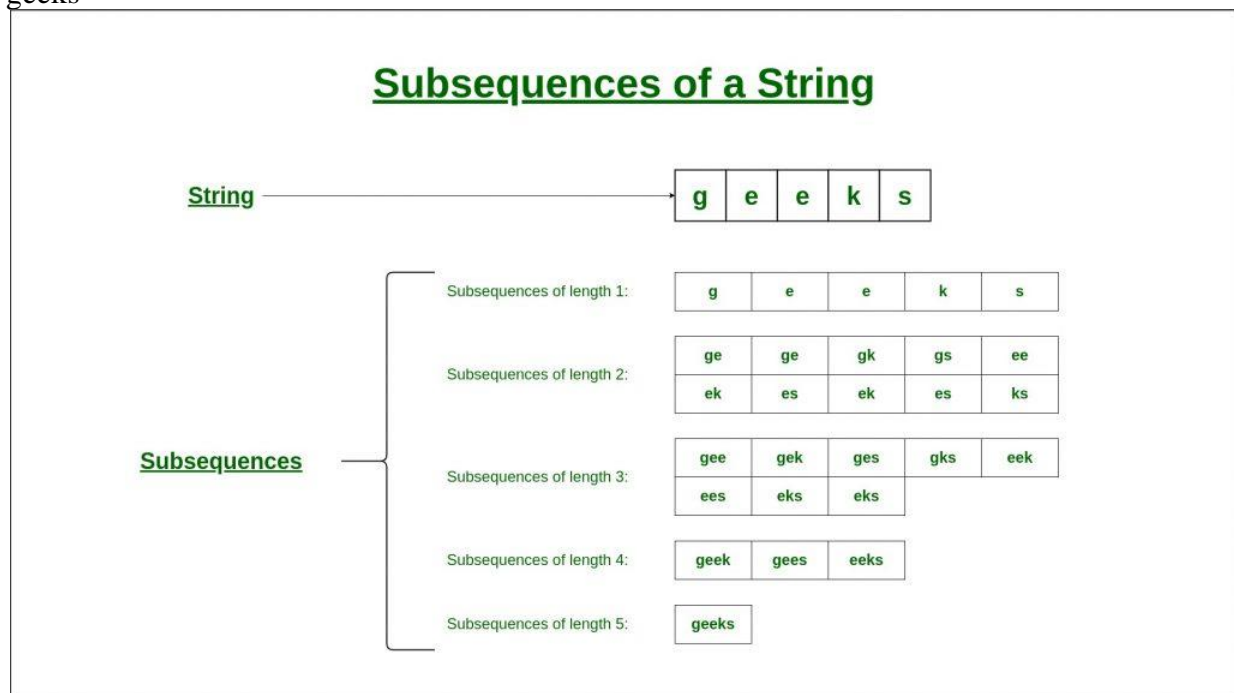 geeks
Subsequences of a String
String
g e e k s
Subsequences of length 1: g e e k s
Subsequences of length 2:
ge ge gk gs ee
ek es ek es ks
Subsequences
Subsequences of length 3:
gee gek ges gks eek
ees eks eks
Subsequences of length 4: geek gees eeks
Subsequences of length 5: geeks